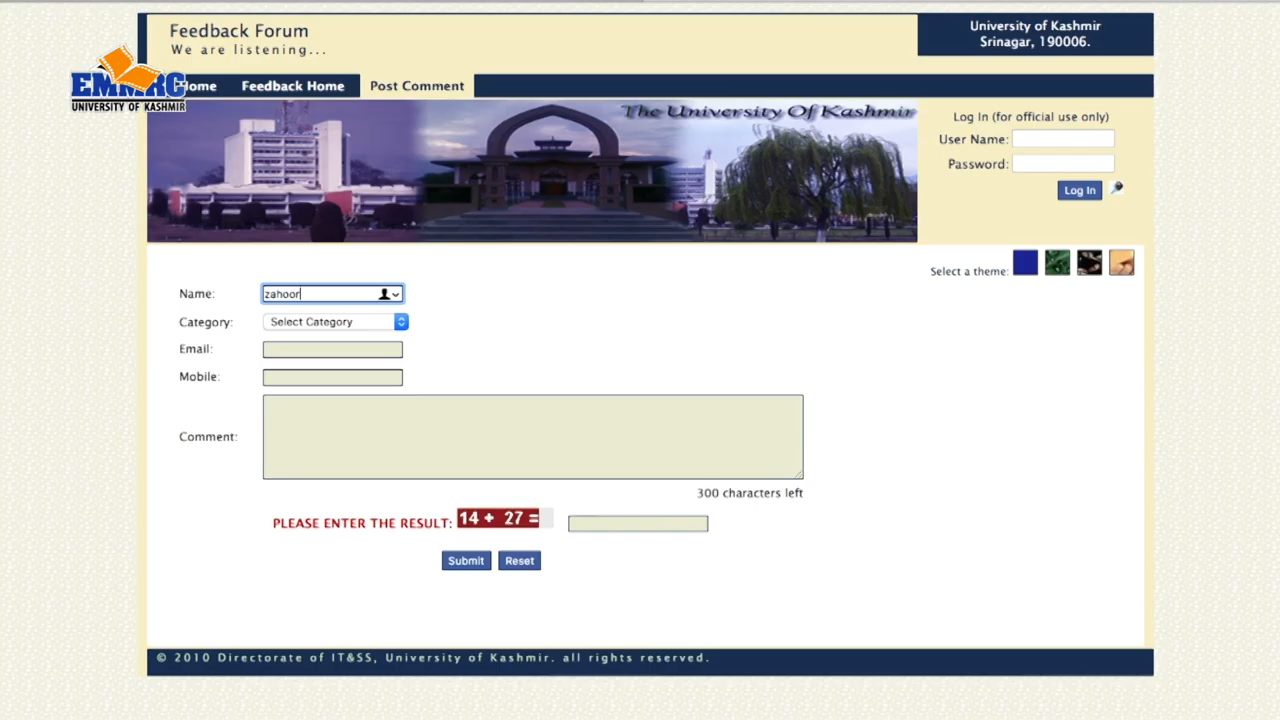 Feedback Forum
We are listening...
University of Kashmir
Srinagar, 190006.
EMMRC
UNIVERSITY OF KASHMIR
Home
Feedback Home
Post Comment
The University Of Kashmir
Log In (for official use only)
User Name:
Password:
Log In
Select a theme:
Name:
zahoor
Category:
Select Category
Email:
Mobile:
Comment:
300 characters left
PLEASE ENTER THE RESULT:
14 + 27 =
Submit
Reset
© 2010 Directorate of IT&SS, University of Kashmir. all rights reserved.